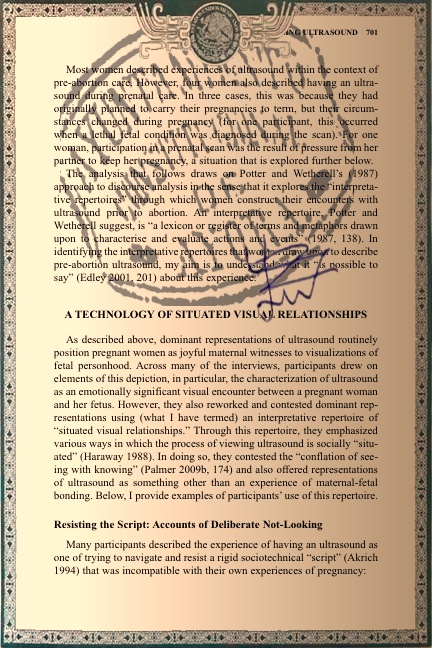 ING ULTRASOUND 701
Most women described experiences of ultrasound within the context of
pre-abortion care. However, four women also described having an ultra-
sound during prenatal care. In three cases, this was because they had
originally planned to carry their pregnancies to term, but their circum-
stances changed during pregnancy (for one participant, this occurred
when a lethal fetal condition was diagnosed during the scan). For one
woman, participation in a prenatal scan was the result of pressure from her
partner to keep her pregnancy, a situation that is explored further below.
The analysis that follows draws on Potter and Wetherell's (1987)
approach to discourse analysis in the sense that it explores the "interpreta-
tive repertoires" through which women construct their encounters with
ultrasound prior to abortion. An interpretive repertoire, Potter and
Wetherell suggest, is "a lexicon or register of terms and metaphors drawn
upon to characterize and evaluate actions and events" (1987, 138). In
identifying the interpretative repertoires that women draw upon to describe
pre-abortion ultrasound, my aim is to understand what it "is possible to
say" (Edley 2001, 201) about this experience.
A TECHNOLOGY OF SITUATED VISUAL RELATIONSHIPS
As described above, dominant representations of ultrasound routinely
position pregnant women as joyful maternal witnesses to visualizations of
fetal personhood. Across many of the interviews, participants drew on
elements of this depiction, in particular, the characterization of ultrasound
as an emotionally significant visual encounter between a pregnant woman
and her fetus. However, they also reworked and contested dominant rep-
resentations using (what I have termed) an interpretive repertoire of
"situated visual relationships." Through this repertoire, they emphasized
various ways in which the process of viewing ultrasound is socially "situ-
ated" (Haraway 1988). In doing so, they contested the "conflation of see-
ing with knowing" (Palmer 2009b, 174) and also offered representations
of ultrasound as something other than an experience of maternal-fetal
bonding. Below, I provide examples of participants' use of this repertoire.
Resisting the Script: Accounts of Deliberate Not-Looking
Many participants described the experience of having an ultrasound as
one of trying to navigate and resist a rigid sociotechnical "script" (Akrich
1994) that was incompatible with their own experiences of pregnancy: